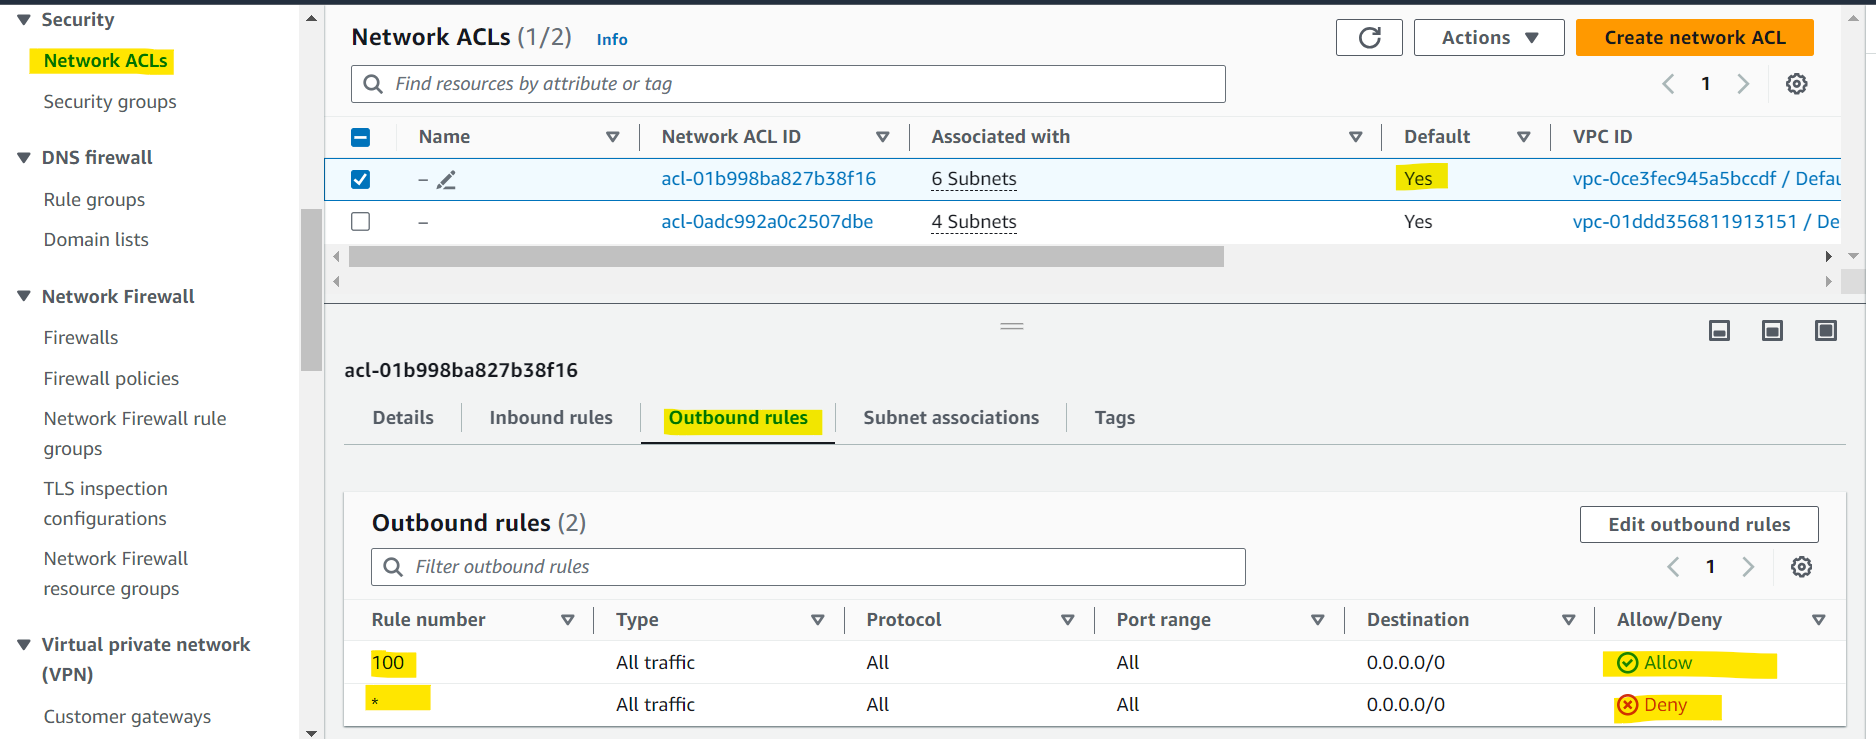 Security
Network ACLs
Security groups
DNS firewall
Rule groups
Domain lists
Network Firewall
Firewalls
Firewall policies
Network Firewall rule
groups
TLS inspection
configurations
Network Firewall
resource groups
Virtual private network
(VPN)
Customer gateways
Network ACLs (1/2) Info
Actions
Create network ACL
Find resources by attribute or tag
1
Name Network ACL ID Associated with Default VPC ID
– acl-01b998ba827b38f16 6 Subnets Yes vpc-0ce3fec945a5bccdf / Defau
– acl-0adc992a0c2507dbe 4 Subnets Yes vpc-01ddd356811913151 / De
acl-01b998ba827b38f16
Details Inbound rules Outbound rules Subnet associations Tags
Outbound rules (2)
Edit outbound rules
Filter outbound rules
1
Rule number Type Protocol Port range Destination Allow/Deny
100 All traffic All All 0.0.0.0/0 Allow
* All traffic All All 0.0.0.0/0 Deny